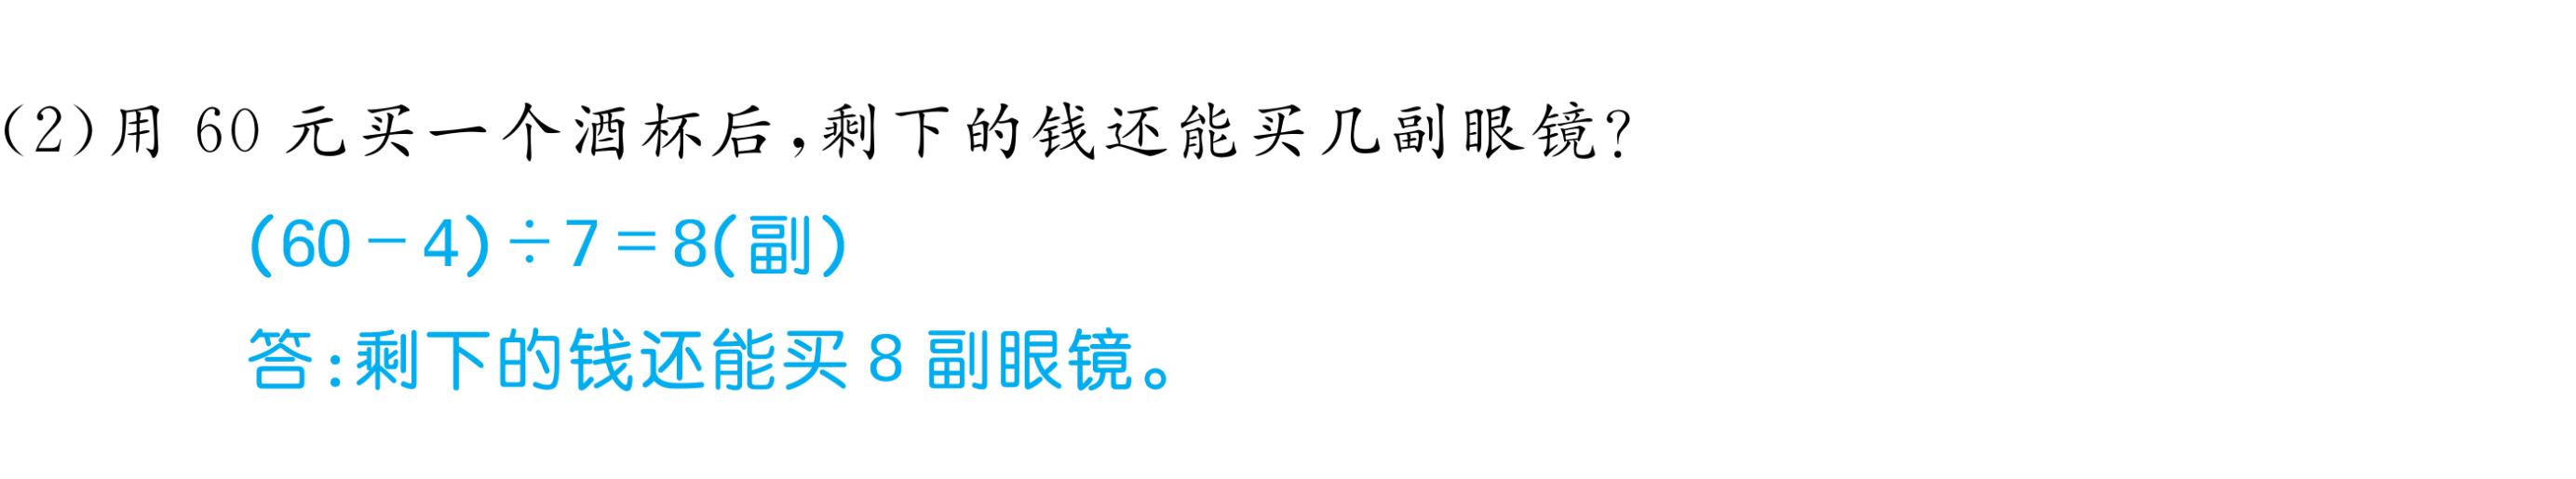 (2)用 60 元买一个酒杯后,剩下的钱还能买几副眼镜?
(60-4)÷7=8(副)
答:剩下的钱还能买 8 副眼镜。